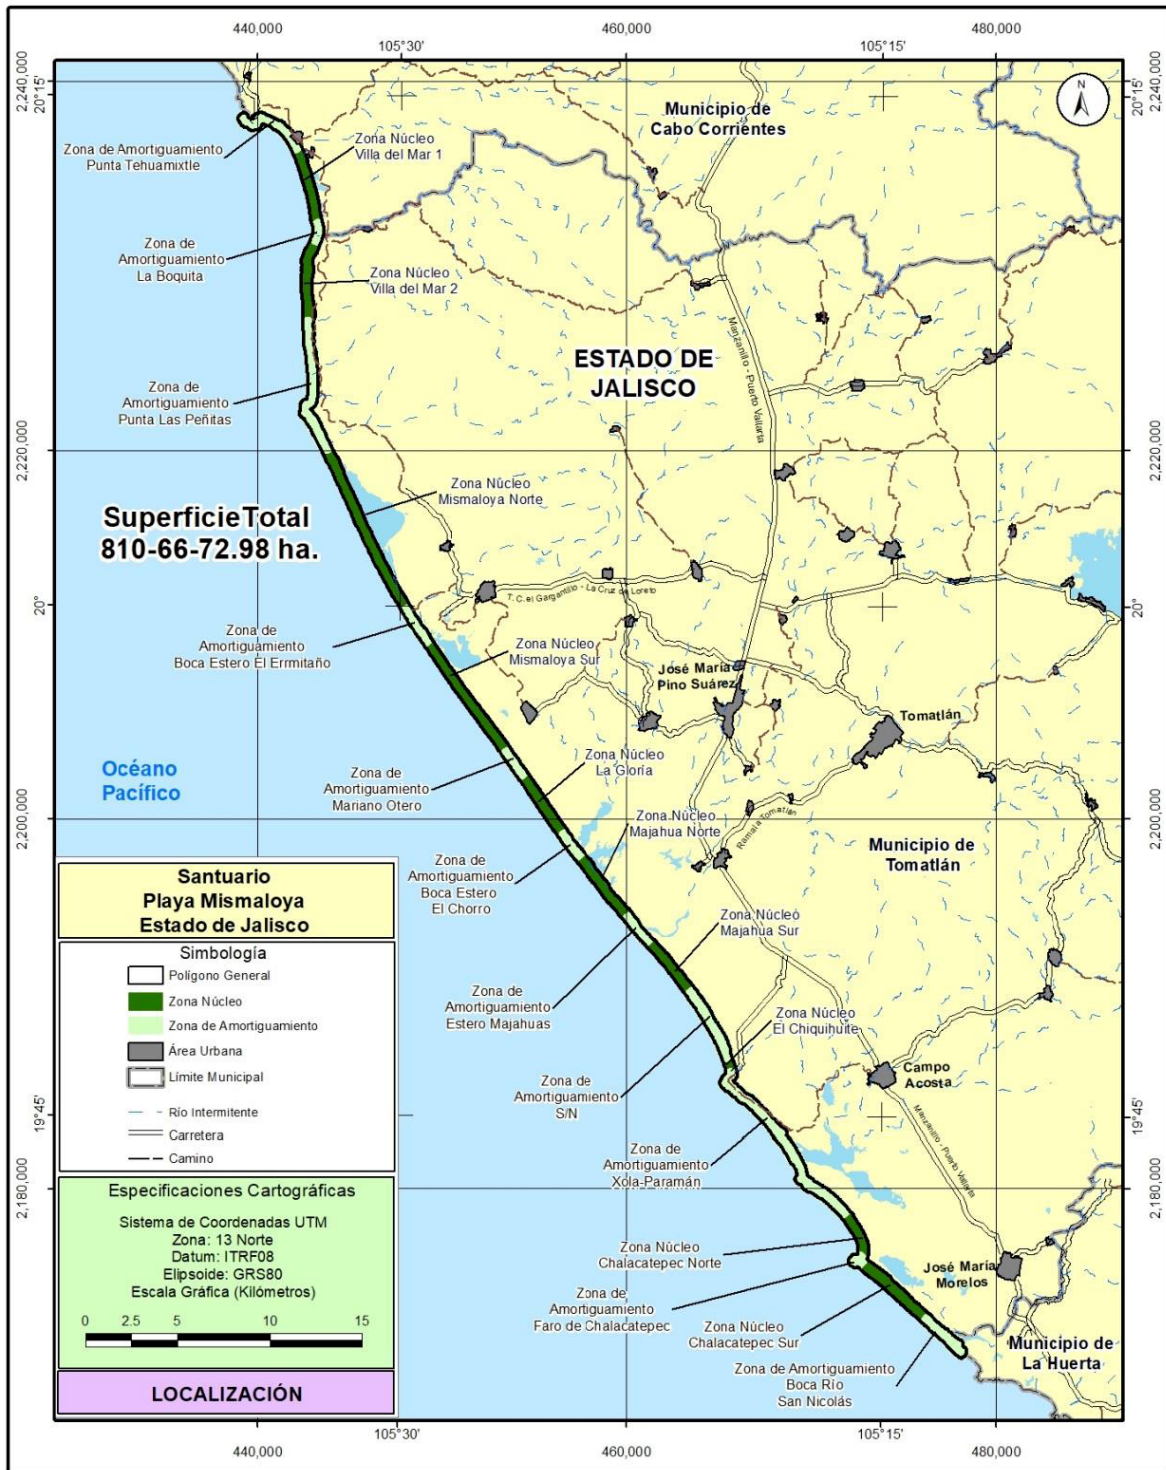 440,000
105°30'
460,000
105°15'
480,000
2,240,000
20°15'
2,240,000
20°15'
N
Municipio de
Cabo Corrientes
Zona de Amortiguamiento
Punta Tehuamixtle
Zona Núcleo
Villa del Mar 1
Zona de
Amortiguamiento
La Boquita
Zona Núcleo
Villa del Mar 2
Manzanillo - Puerto Vallarta
ESTADO DE
JALISCO
Zona de
Amortiguamiento
Punta Las Peñitas
2,220,000
2,220,000
Zona Núcleo
Mismaloya Norte
SuperficieTotal
810-66-72.98 ha.
T. C. el Gargantillo - La Cruz de Loreto
20°
20°
Zona de
Amortiguamiento
Boca Estero El Ermitaño
Zona Núcleo
Mismaloya Sur
José María
Pino Suárez
Tomatlán
Océano
Pacífico
Zona Núcleo
La Gloria
Zona de
Amortiguamiento
Mariano Otero
Zona Núcleo
Majahua Norte
Ramala Tomatlán
2,200,000
2,200,000
Municipio de
Tomatlán
Zona de
Amortiguamiento
Boca Estero
El Chorro
Zona Núcleo
Majahua Sur
Santuario
Playa Mismaloya
Estado de Jalisco
Simbología
Polígono General
Zona Núcleo
Zona de Amortiguamiento
Área Urbana
Límite Municipal
Río Intermitente
Carretera
Camino
Zona de
Amortiguamiento
Estero Majahuas
Zona Núcleo
El Chiquihuite
Zona de
Amortiguamiento
S/N
Campo
Acosta
Manzanillo - Puerto Vallarta
19°45'
19°45'
Zona de
Amortiguamiento
Xola-Paramán
2,180,000
2,180,000
Especificaciones Cartográficas
Sistema de Coordenadas UTM
Zona: 13 Norte
Datum: ITRF08
Elipsoide: GRS80
Escala Gráfica (Kilómetros)
0 2.5 5 10 15
Zona Núcleo
Chalacatepec Norte
José María
Morelos
Zona de
Amortiguamiento
Faro de Chalacatepec
Zona Núcleo
Chalacatepec Sur
Municipio de
La Huerta
Zona de Amortiguamiento
Boca Río
San Nicolás
LOCALIZACIÓN
440,000
105°30'
460,000
105°15'
480,000